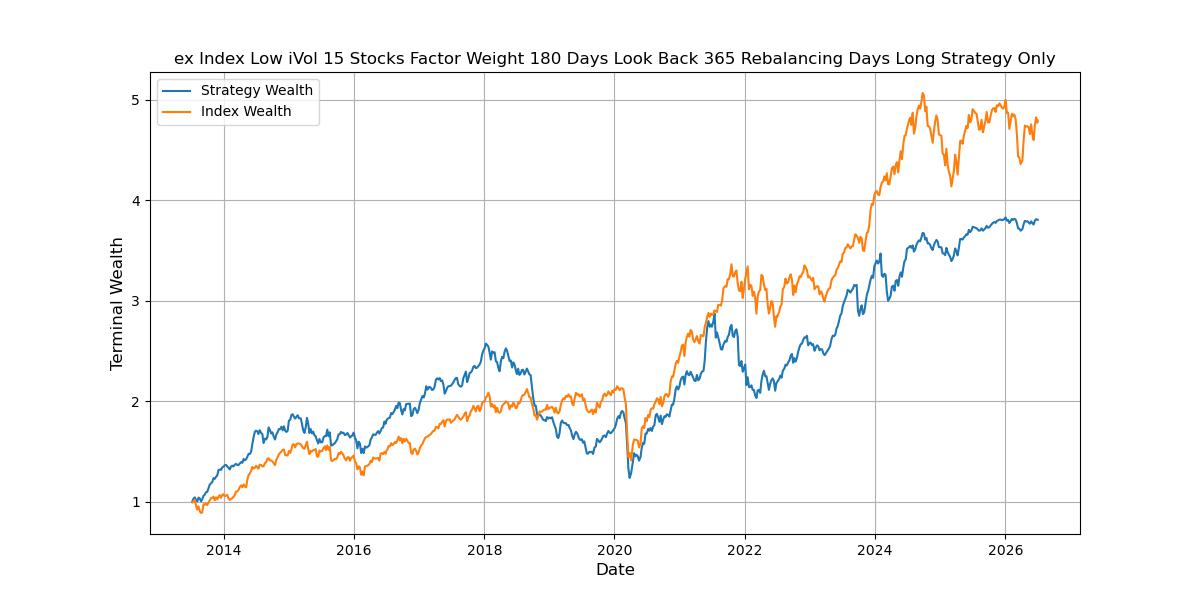 ex Index Low iVol 15 Stocks Factor Weight 180 Days Look Back 365 Rebalancing Days Long Strategy Only
Strategy Wealth
Index Wealth
Terminal Wealth
5
4
3
2
1
2014 2016 2018 2020 2022 2024 2026
Date